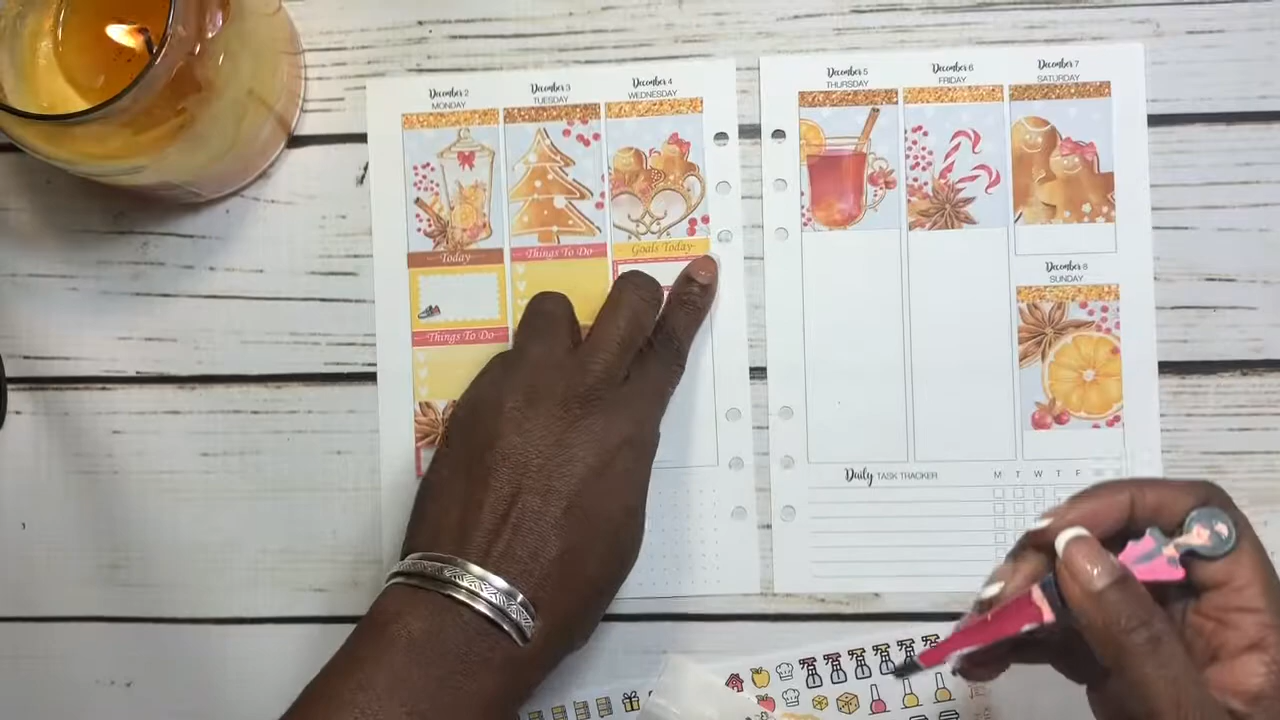 December 2
MONDAY
Today
Things To Do
December 3
TUESDAY
Things To Do
December 4
WEDNESDAY
Goals Today
December 5
THURSDAY
December 6
FRIDAY
December 7
SATURDAY
December 8
SUNDAY
Daily TASK TRACKER M T W T F